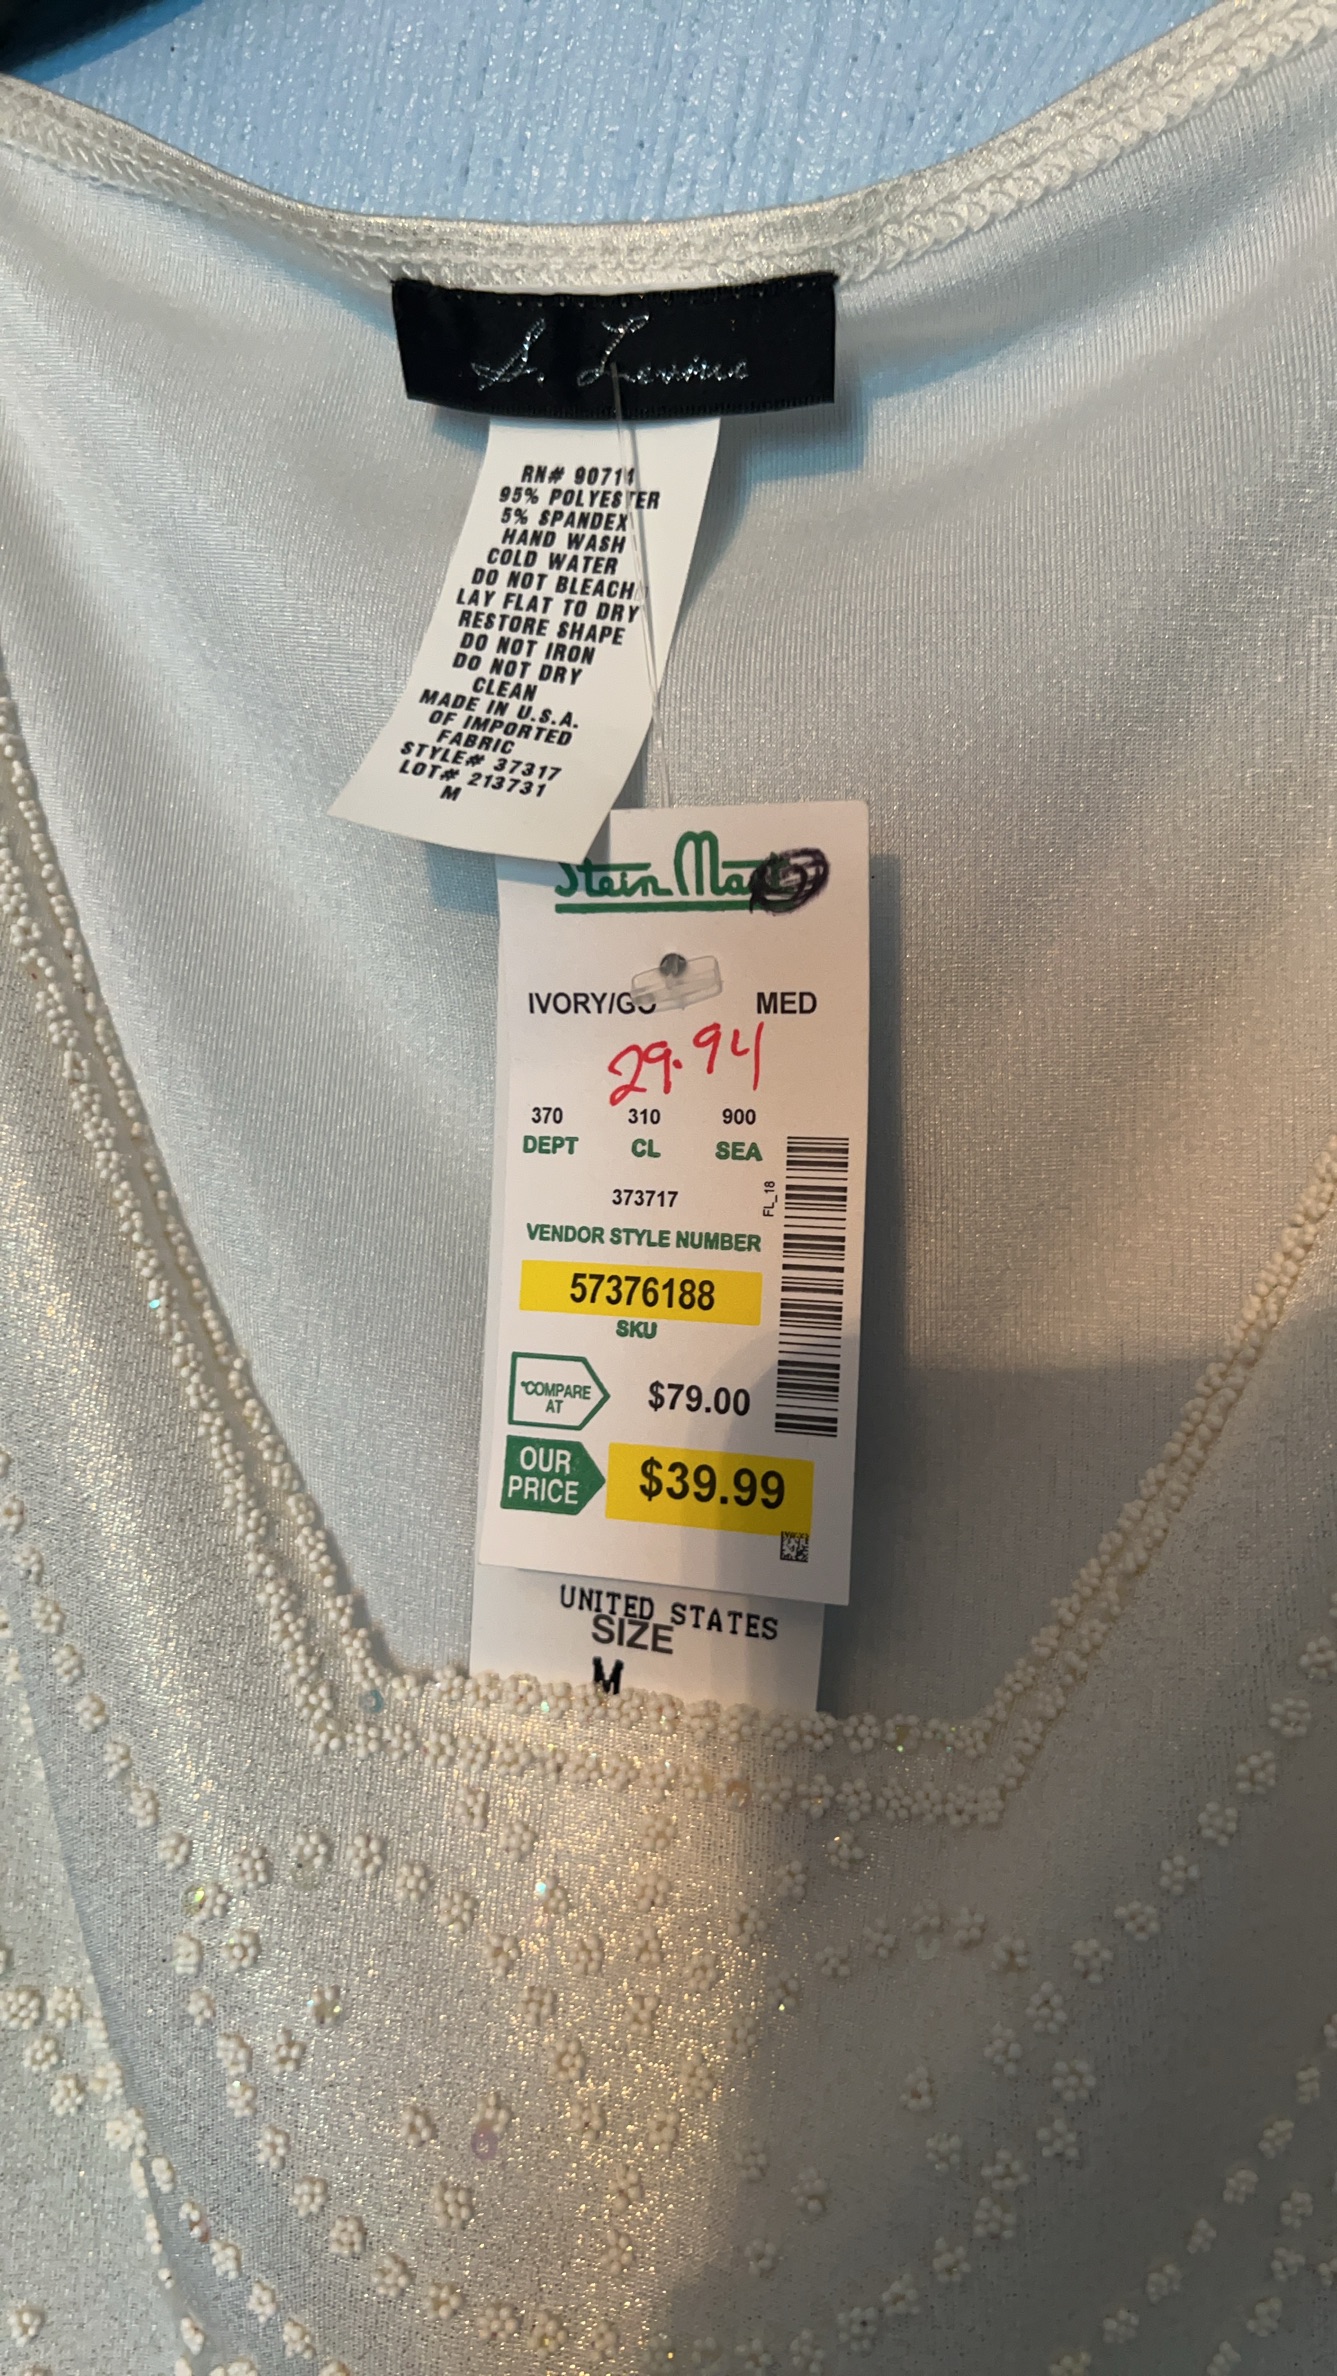 S. Levine
RN# 90714
95% POLYESTER
5% SPANDEX
HAND WASH
COLD WATER
DO NOT BLEACH
LAY FLAT TO DRY
RESTORE SHAPE
DO NOT IRON
DO NOT DRY
CLEAN
MADE IN U.S.A.
OF IMPORTED
FABRIC
STYLE# 37317
LOT# 213731
M
Stein Mart
IVORY/GO MED
29.94
370 310 900
DEPT CL SEA
373717
FL_18
VENDOR STYLE NUMBER
57376188
SKU
*COMPARE
AT
$79.00
OUR
PRICE
$39.99
UNITED STATES
SIZE
M